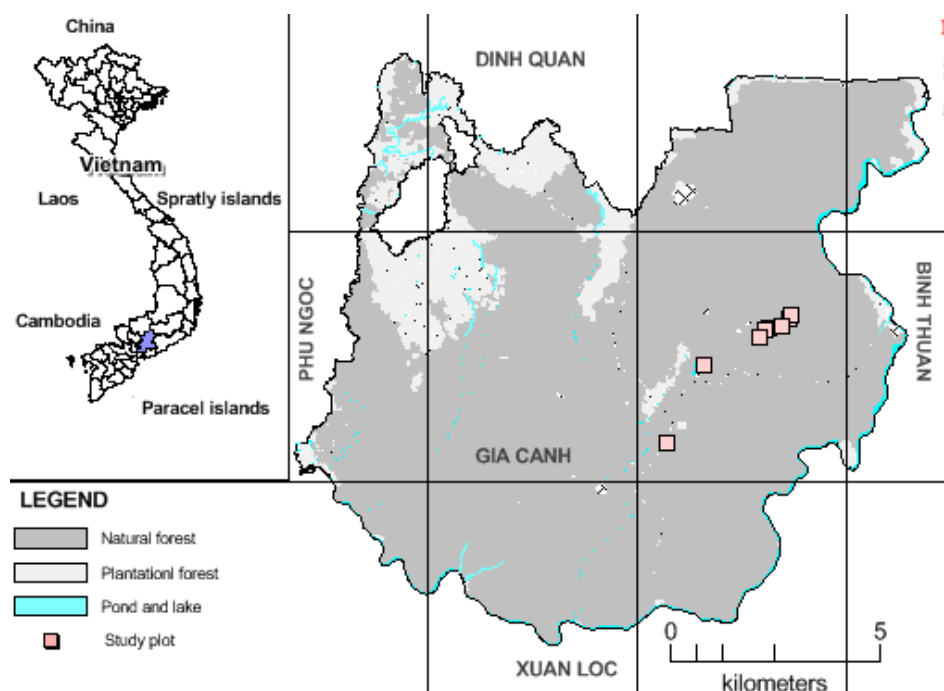 China
Vietnam
Laos
Spratly islands
Cambodia
Paracel islands
DINH QUAN
PHU NGOC
BINH THUAN
GIA CANH
XUAN LOC
LEGEND
Natural forest
Plantationl forest
Pond and lake
Study plot
0 5
kilometers